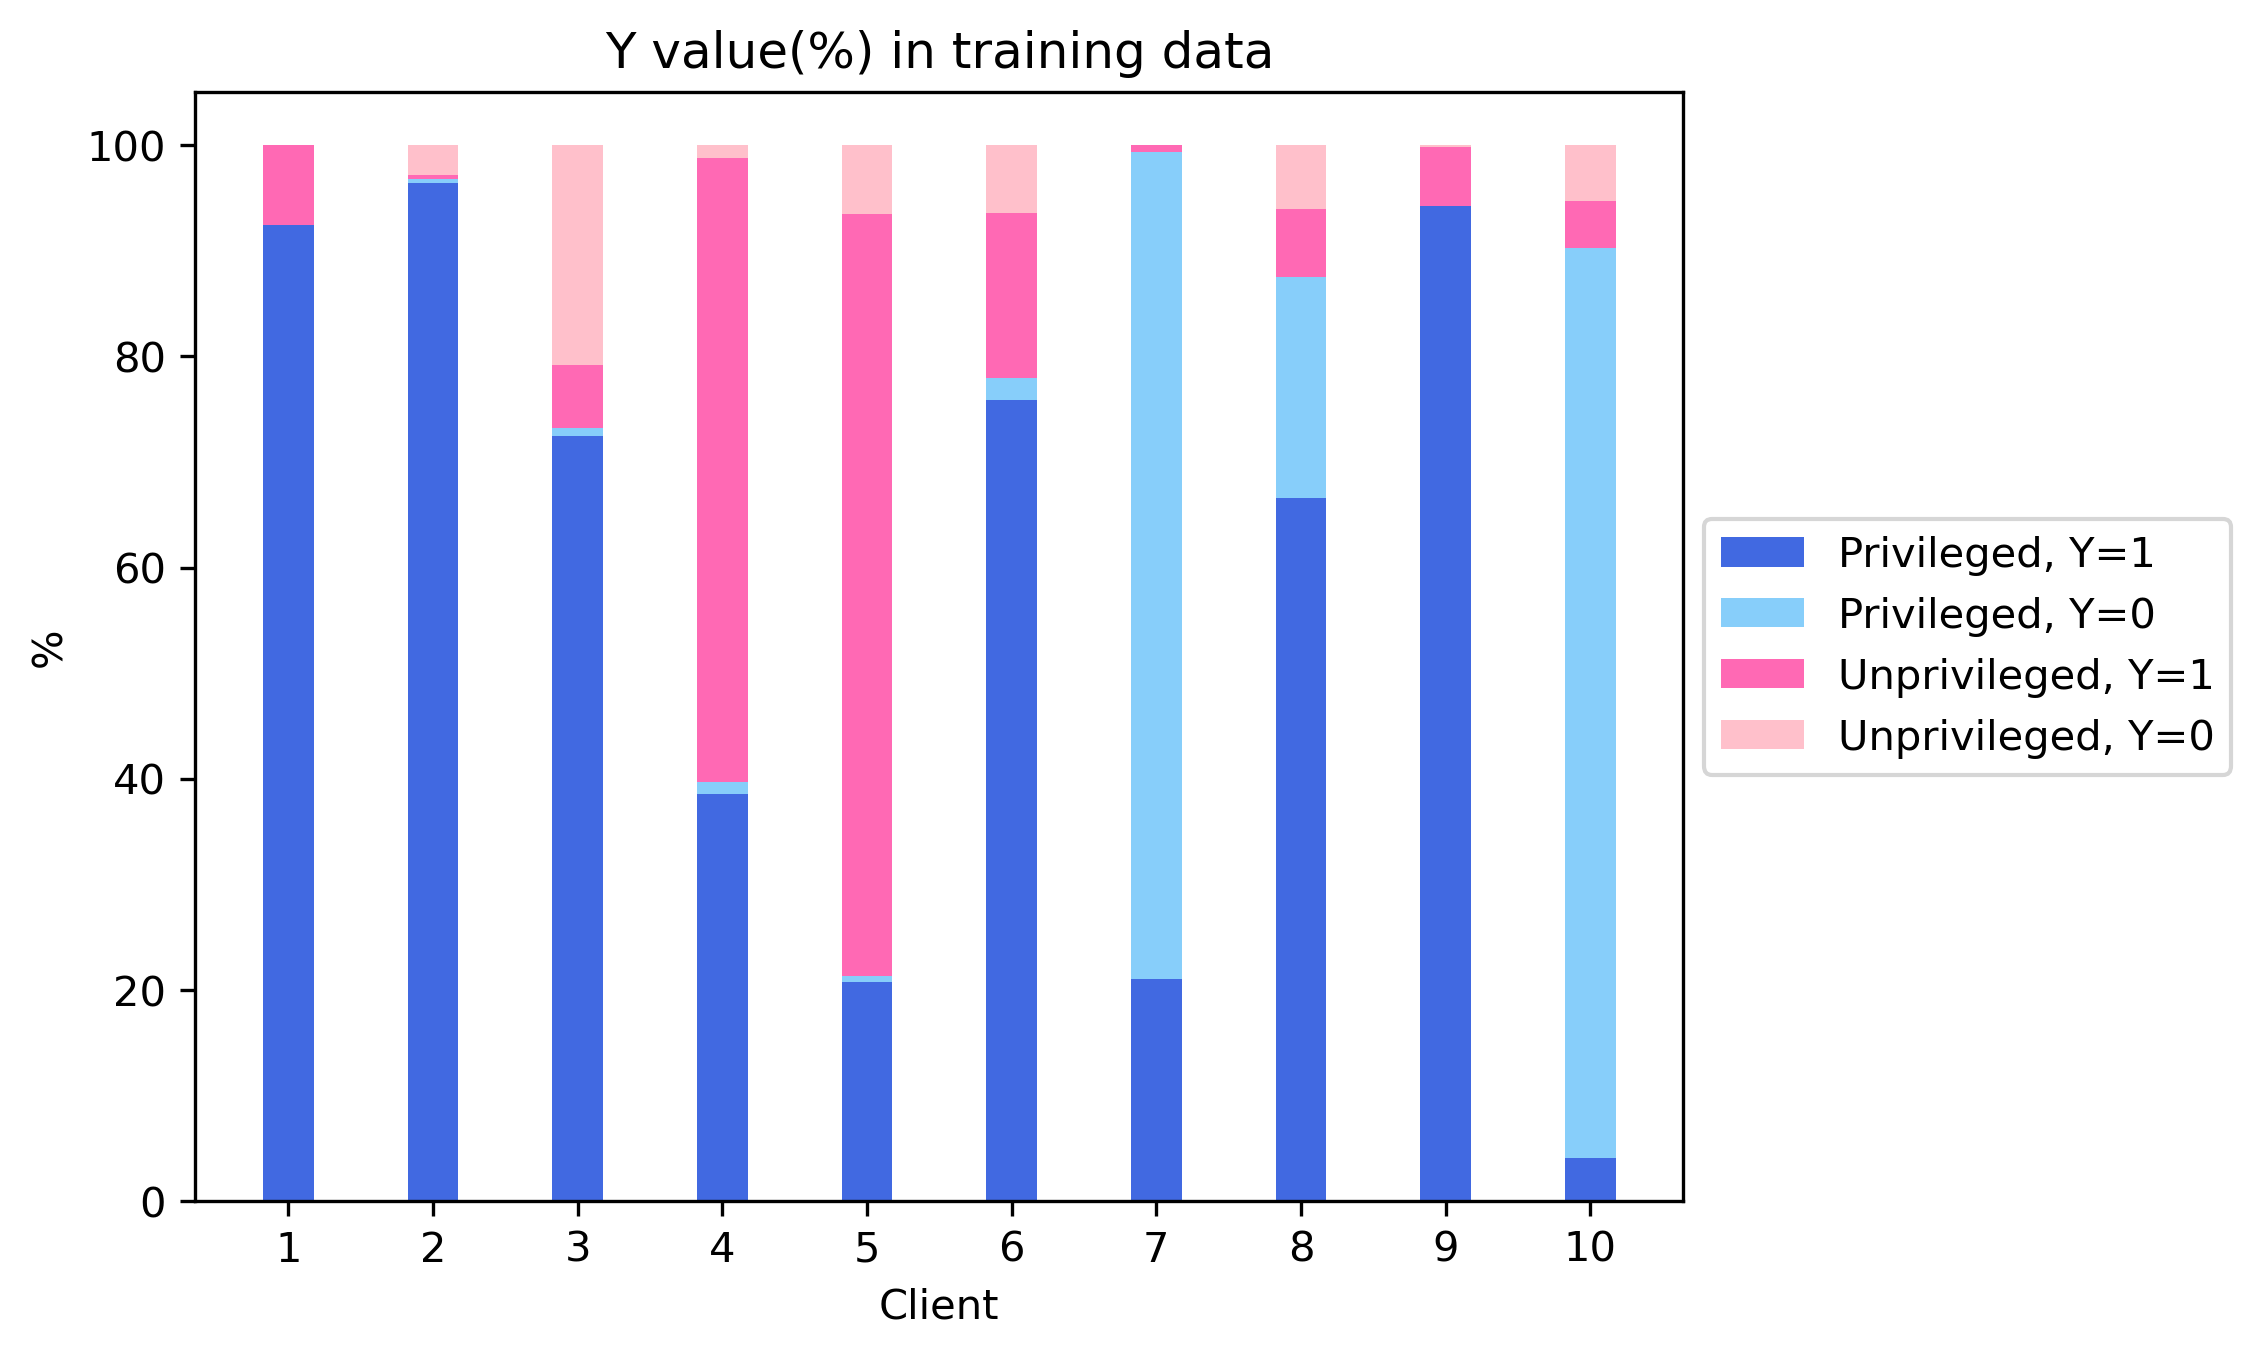 Y value(%) in training data
100
80
60
40
20
0
%
1 2 3 4 5 6 7 8 9 10
Client
Privileged, Y=1
Privileged, Y=0
Unprivileged, Y=1
Unprivileged, Y=0